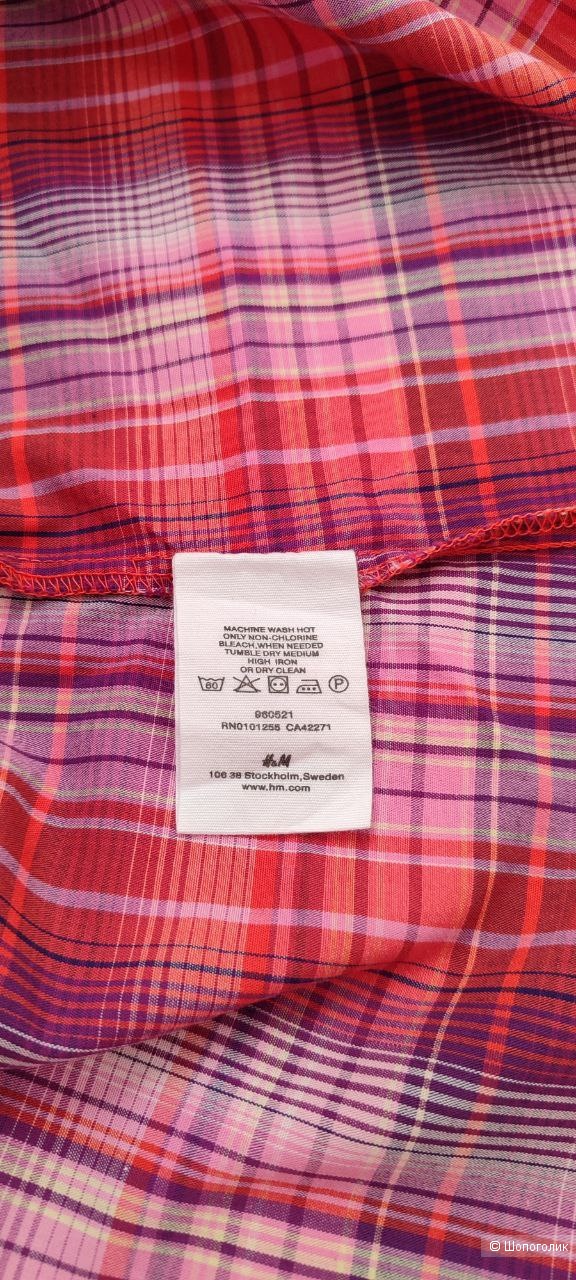 MACHINE WASH HOT
ONLY NON-CHLORINE
BLEACH,WHEN NEEDED
TUMBLE DRY MEDIUM
HIGH IRON
OR DRY CLEAN
60 P
960521
RN0101255 CA42271
H&M
106 38 Stockholm,Sweden
www.hm.com
© Шопоголик